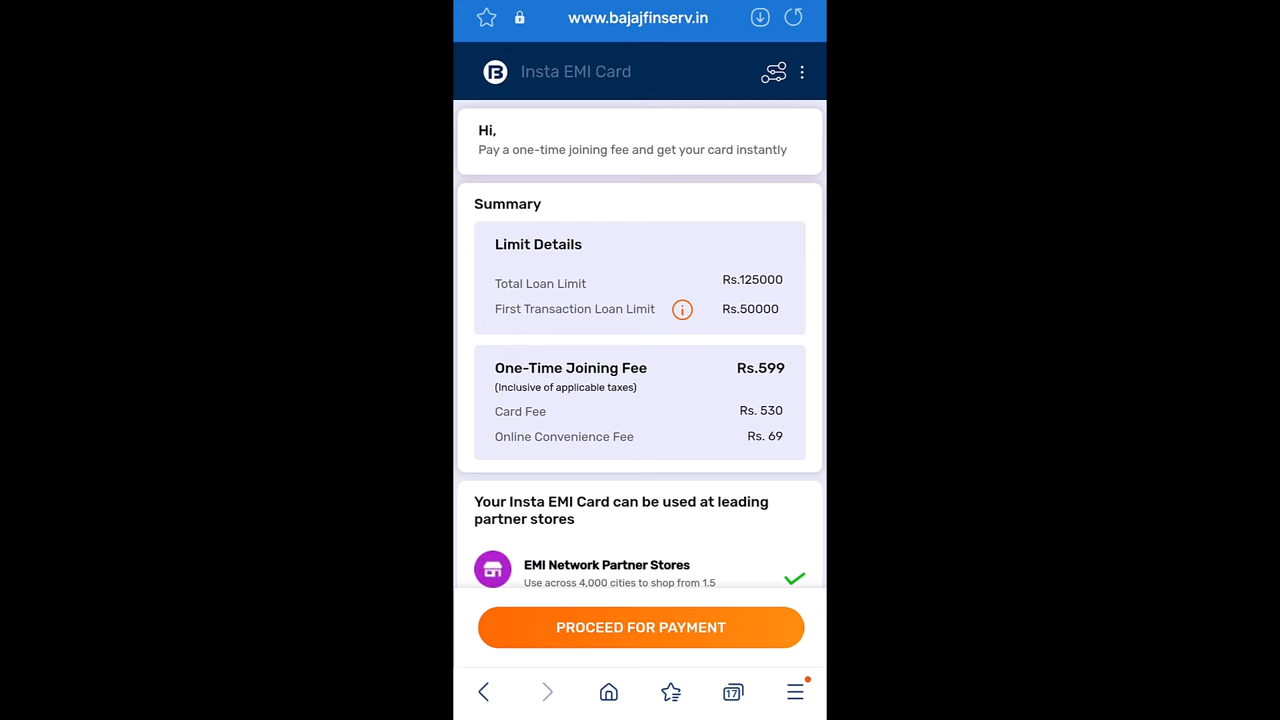 www.bajajfinserv.in
B Insta EMI Card
Hi,
Pay a one-time joining fee and get your card instantly
Summary
Limit Details
Total Loan Limit Rs.125000
First Transaction Loan Limit i Rs.50000
One-Time Joining Fee Rs.599
(Inclusive of applicable taxes)
Card Fee Rs. 530
Online Convenience Fee Rs. 69
Your Insta EMI Card can be used at leading
partner stores
EMI Network Partner Stores
Use across 4,000 cities to shop from 1.5
PROCEED FOR PAYMENT
17